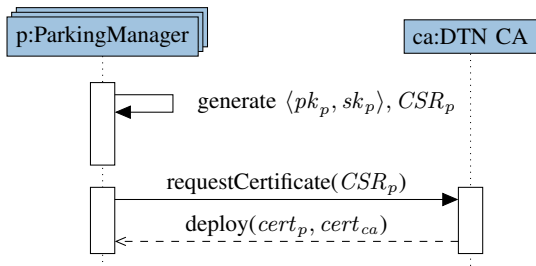 p:ParkingManager
ca:DTN CA
generate ⟨pk_p, sk_p⟩, CSR_p
requestCertificate(CSR_p)
deploy(cert_p, cert_ca)